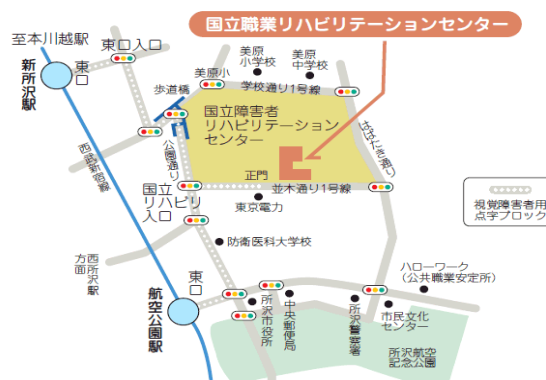 国立職業リハビリテーションセンター
至本川越
東口入口
新所沢駅
東口
美原
小学校
美原
中学校
美原小
学校通り1号線
歩道橋
国立障害者
リハビリテーション
センター
はなみずき通り
西武新宿線
公園通り
正門
並木通り1号線
国立
リハビリ
入口
東京電力
視覚障害者用
点字ブロック
防衛医科大学校
西所沢駅
方面
東口
航空公園駅
ハローワーク
(公共職業安定所)
所沢市役所
中央郵便局
所沢警察署
市民文化
センター
所沢航空
記念公園